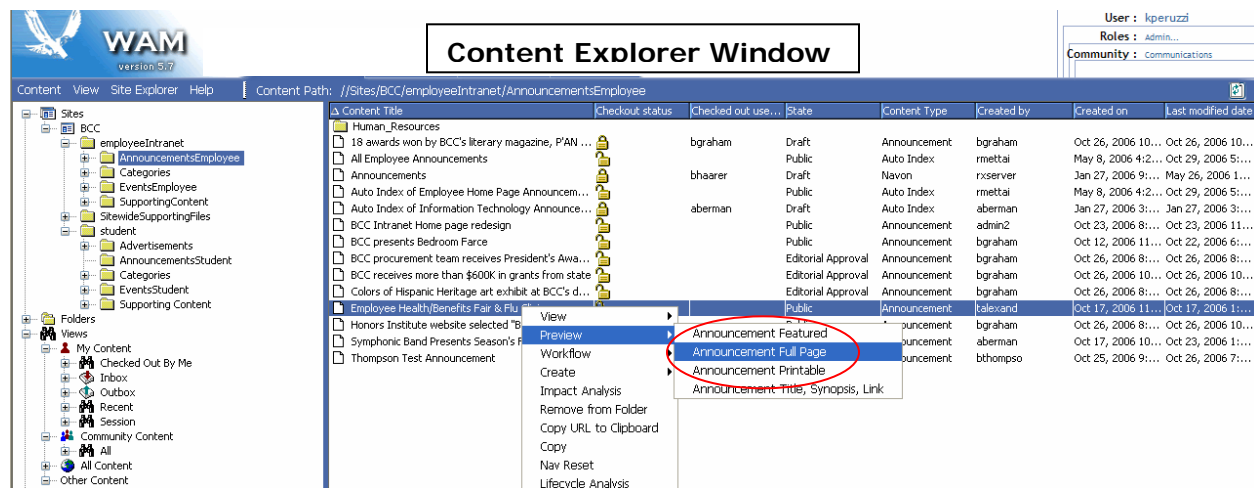 WAM
version 5.7
Content Explorer Window
User : kperuzzi
Roles : Admin...
Community : Communications
Content View Site Explorer Help Content Path: //Sites/BCC/employeeIntranet/AnnouncementsEmployee
Sites
BCC
employeeIntranet
AnnouncementsEmployee
Categories
EventsEmployee
SupportingContent
SitewideSupportingFiles
student
Advertisements
AnnouncementsStudent
Categories
EventsStudent
Supporting Content
Folders
Views
My Content
Checked Out By Me
Inbox
Outbox
Recent
Session
Community Content
All
All Content
Other Content
Content Title Checkout status Checked out use... State Content Type Created by Created on Last modified date
Human_Resources
18 awards won by BCC's literary magazine, P'AN ... bgraham Draft Announcement bgraham Oct 26, 2006 10... Oct 26, 2006 10...
All Employee Announcements Public Auto Index rmettai May 8, 2006 4:2... Oct 29, 2006 5:...
Announcements bhaarer Draft Navon rxserver Jan 27, 2006 9:... May 26, 2006 1...
Auto Index of Employee Home Page Announcem... Public Auto Index rmettai May 8, 2006 4:2... Oct 29, 2006 5:...
Auto Index of Information Technology Announce... aberman Draft Auto Index aberman Jan 27, 2006 3:... Jan 27, 2006 3:...
BCC Intranet Home page redesign Public Announcement admin2 Oct 23, 2006 8:... Oct 23, 2006 11...
BCC presents Bedroom Farce Public Announcement bgraham Oct 12, 2006 11... Oct 22, 2006 6:...
BCC procurement team receives President's Awa... Editorial Approval Announcement bgraham Oct 26, 2006 8:... Oct 26, 2006 8:...
BCC receives more than $600K in grants from state Editorial Approval Announcement bgraham Oct 26, 2006 10... Oct 26, 2006 10...
Colors of Hispanic Heritage art exhibit at BCC's d... Editorial Approval Announcement bgraham Oct 26, 2006 8:... Oct 26, 2006 8:...
Employee Health/Benefits Fair & Flu Public Announcement talexand Oct 17, 2006 11... Oct 17, 2006 1:...
Honors Institute website selected "B bgraham Oct 26, 2006 8:... Oct 26, 2006 10...
Symphonic Band Presents Season's F bgraham Oct 17, 2006 10... Oct 23, 2006 1:...
Thompson Test Announcement bthompso Oct 25, 2006 9:... Oct 26, 2006 7:...
View
Preview
Workflow
Create
Impact Analysis
Remove from Folder
Copy URL to Clipboard
Copy
Nav Reset
Lifecycle Analysis
Announcement Featured
Announcement Full Page
Announcement Printable
Announcement Title, Synopsis, Link